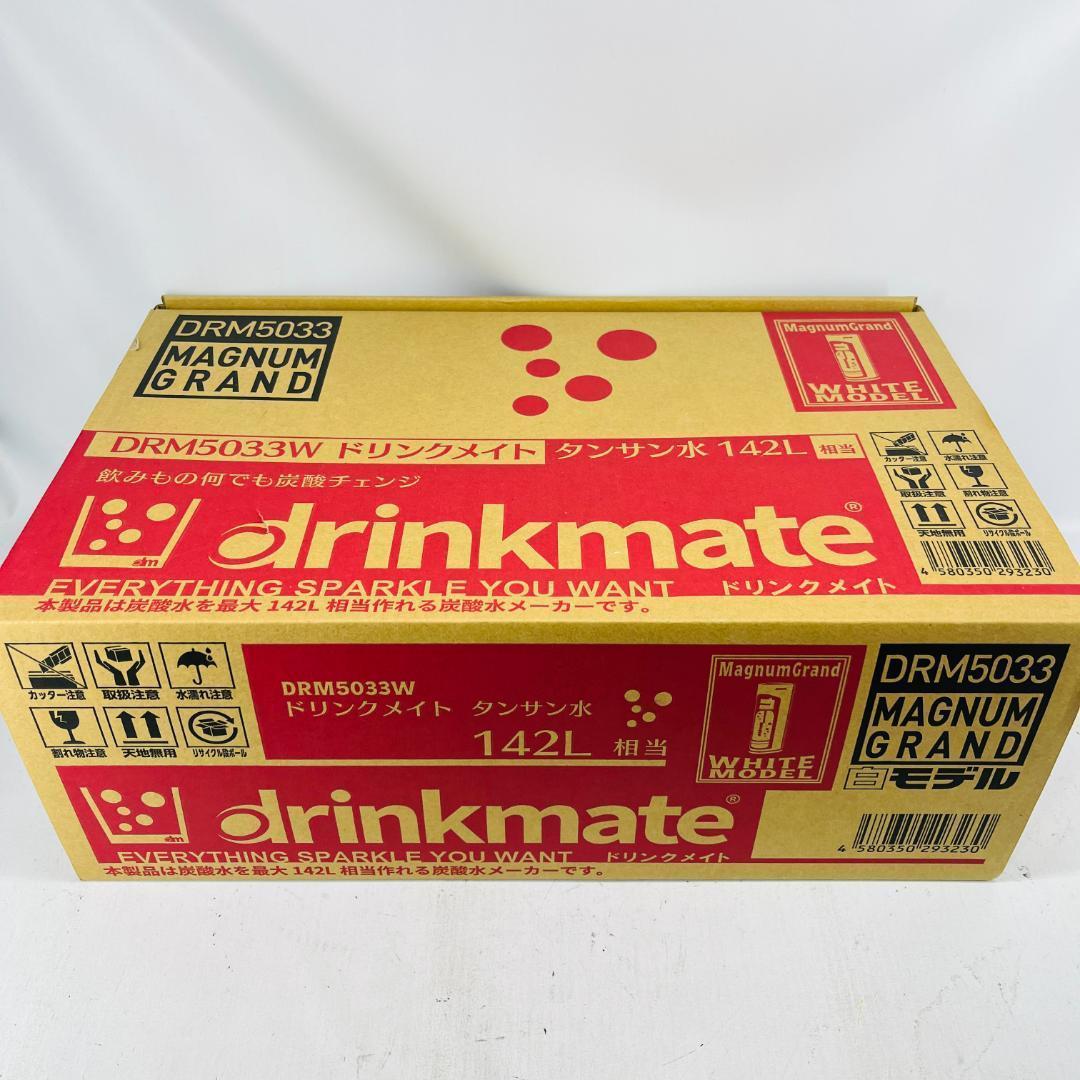 DRM5033
MAGNUM
GRAND
MagnumGrand
WHITE
MODEL
DRM5033W ドリンクメイト タンサン水 142L 相当
飲みもの何でも炭酸チェンジ
dm
drinkmate®
EVERYTHING SPARKLE YOU WANT ドリンクメイト
本製品は炭酸水を最大 142L 相当作れる炭酸水メーカーです。
カッター注意 水濡れ注意
取扱注意 割れ物注意
天地無用 リサイクル段ボール
4 580350 293230
カッター注意 取扱注意 水濡れ注意
割れ物注意 天地無用 リサイクル段ボール
DRM5033W
ドリンクメイト タンサン水
142L 相当
MagnumGrand
WHITE
MODEL
DRM5033
MAGNUM
GRAND
白モデル
dm
drinkmate®
EVERYTHING SPARKLE YOU WANT ドリンクメイト
本製品は炭酸水を最大 142L 相当作れる炭酸水メーカーです。
4 580350 293230